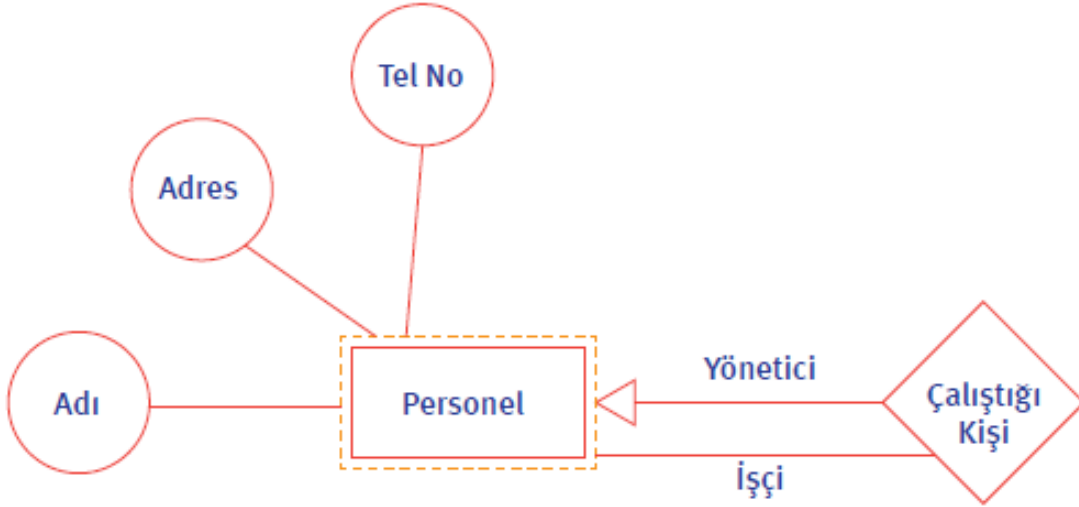 Tel No
Adres
Adı
Personel
Yönetici
Çalıştığı
Kişi
İşçi